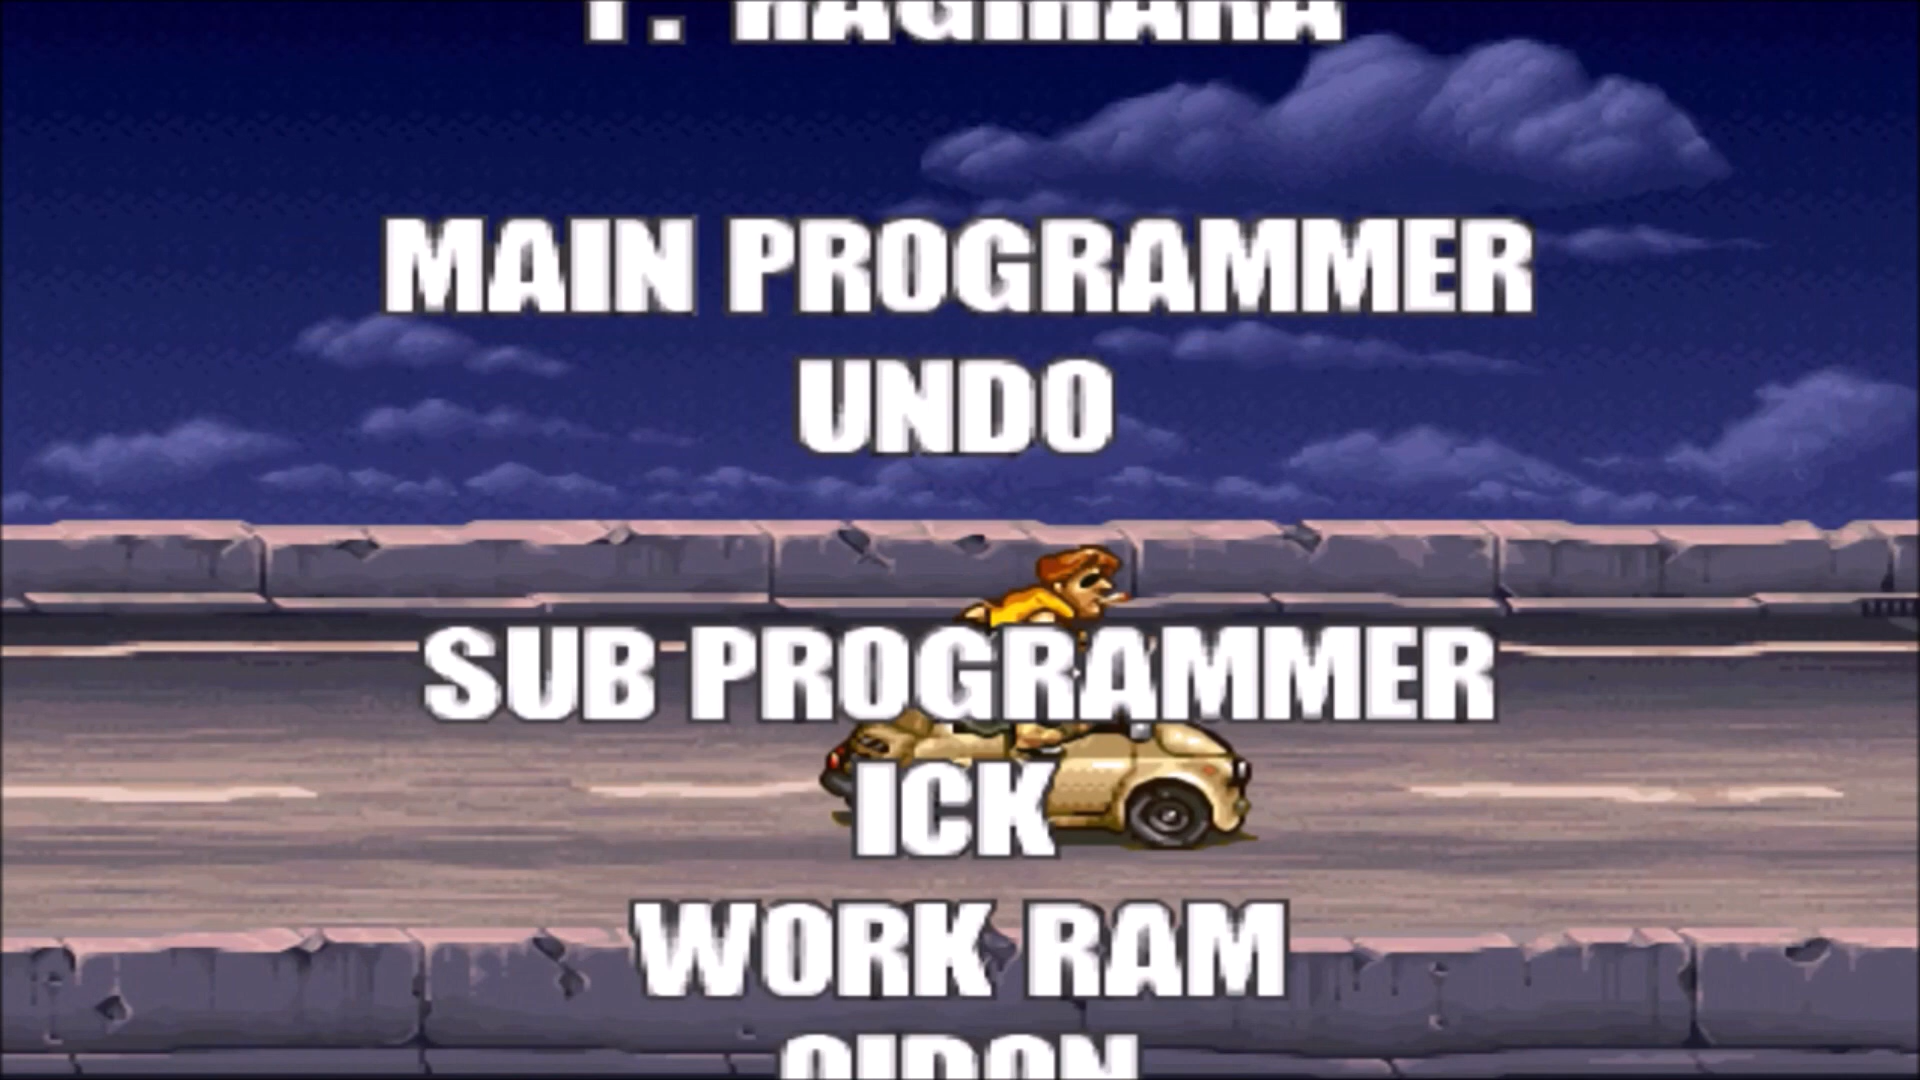 MAIN PROGRAMMER
UNDO
SUB PROGRAMMER
ICK
WORK RAM